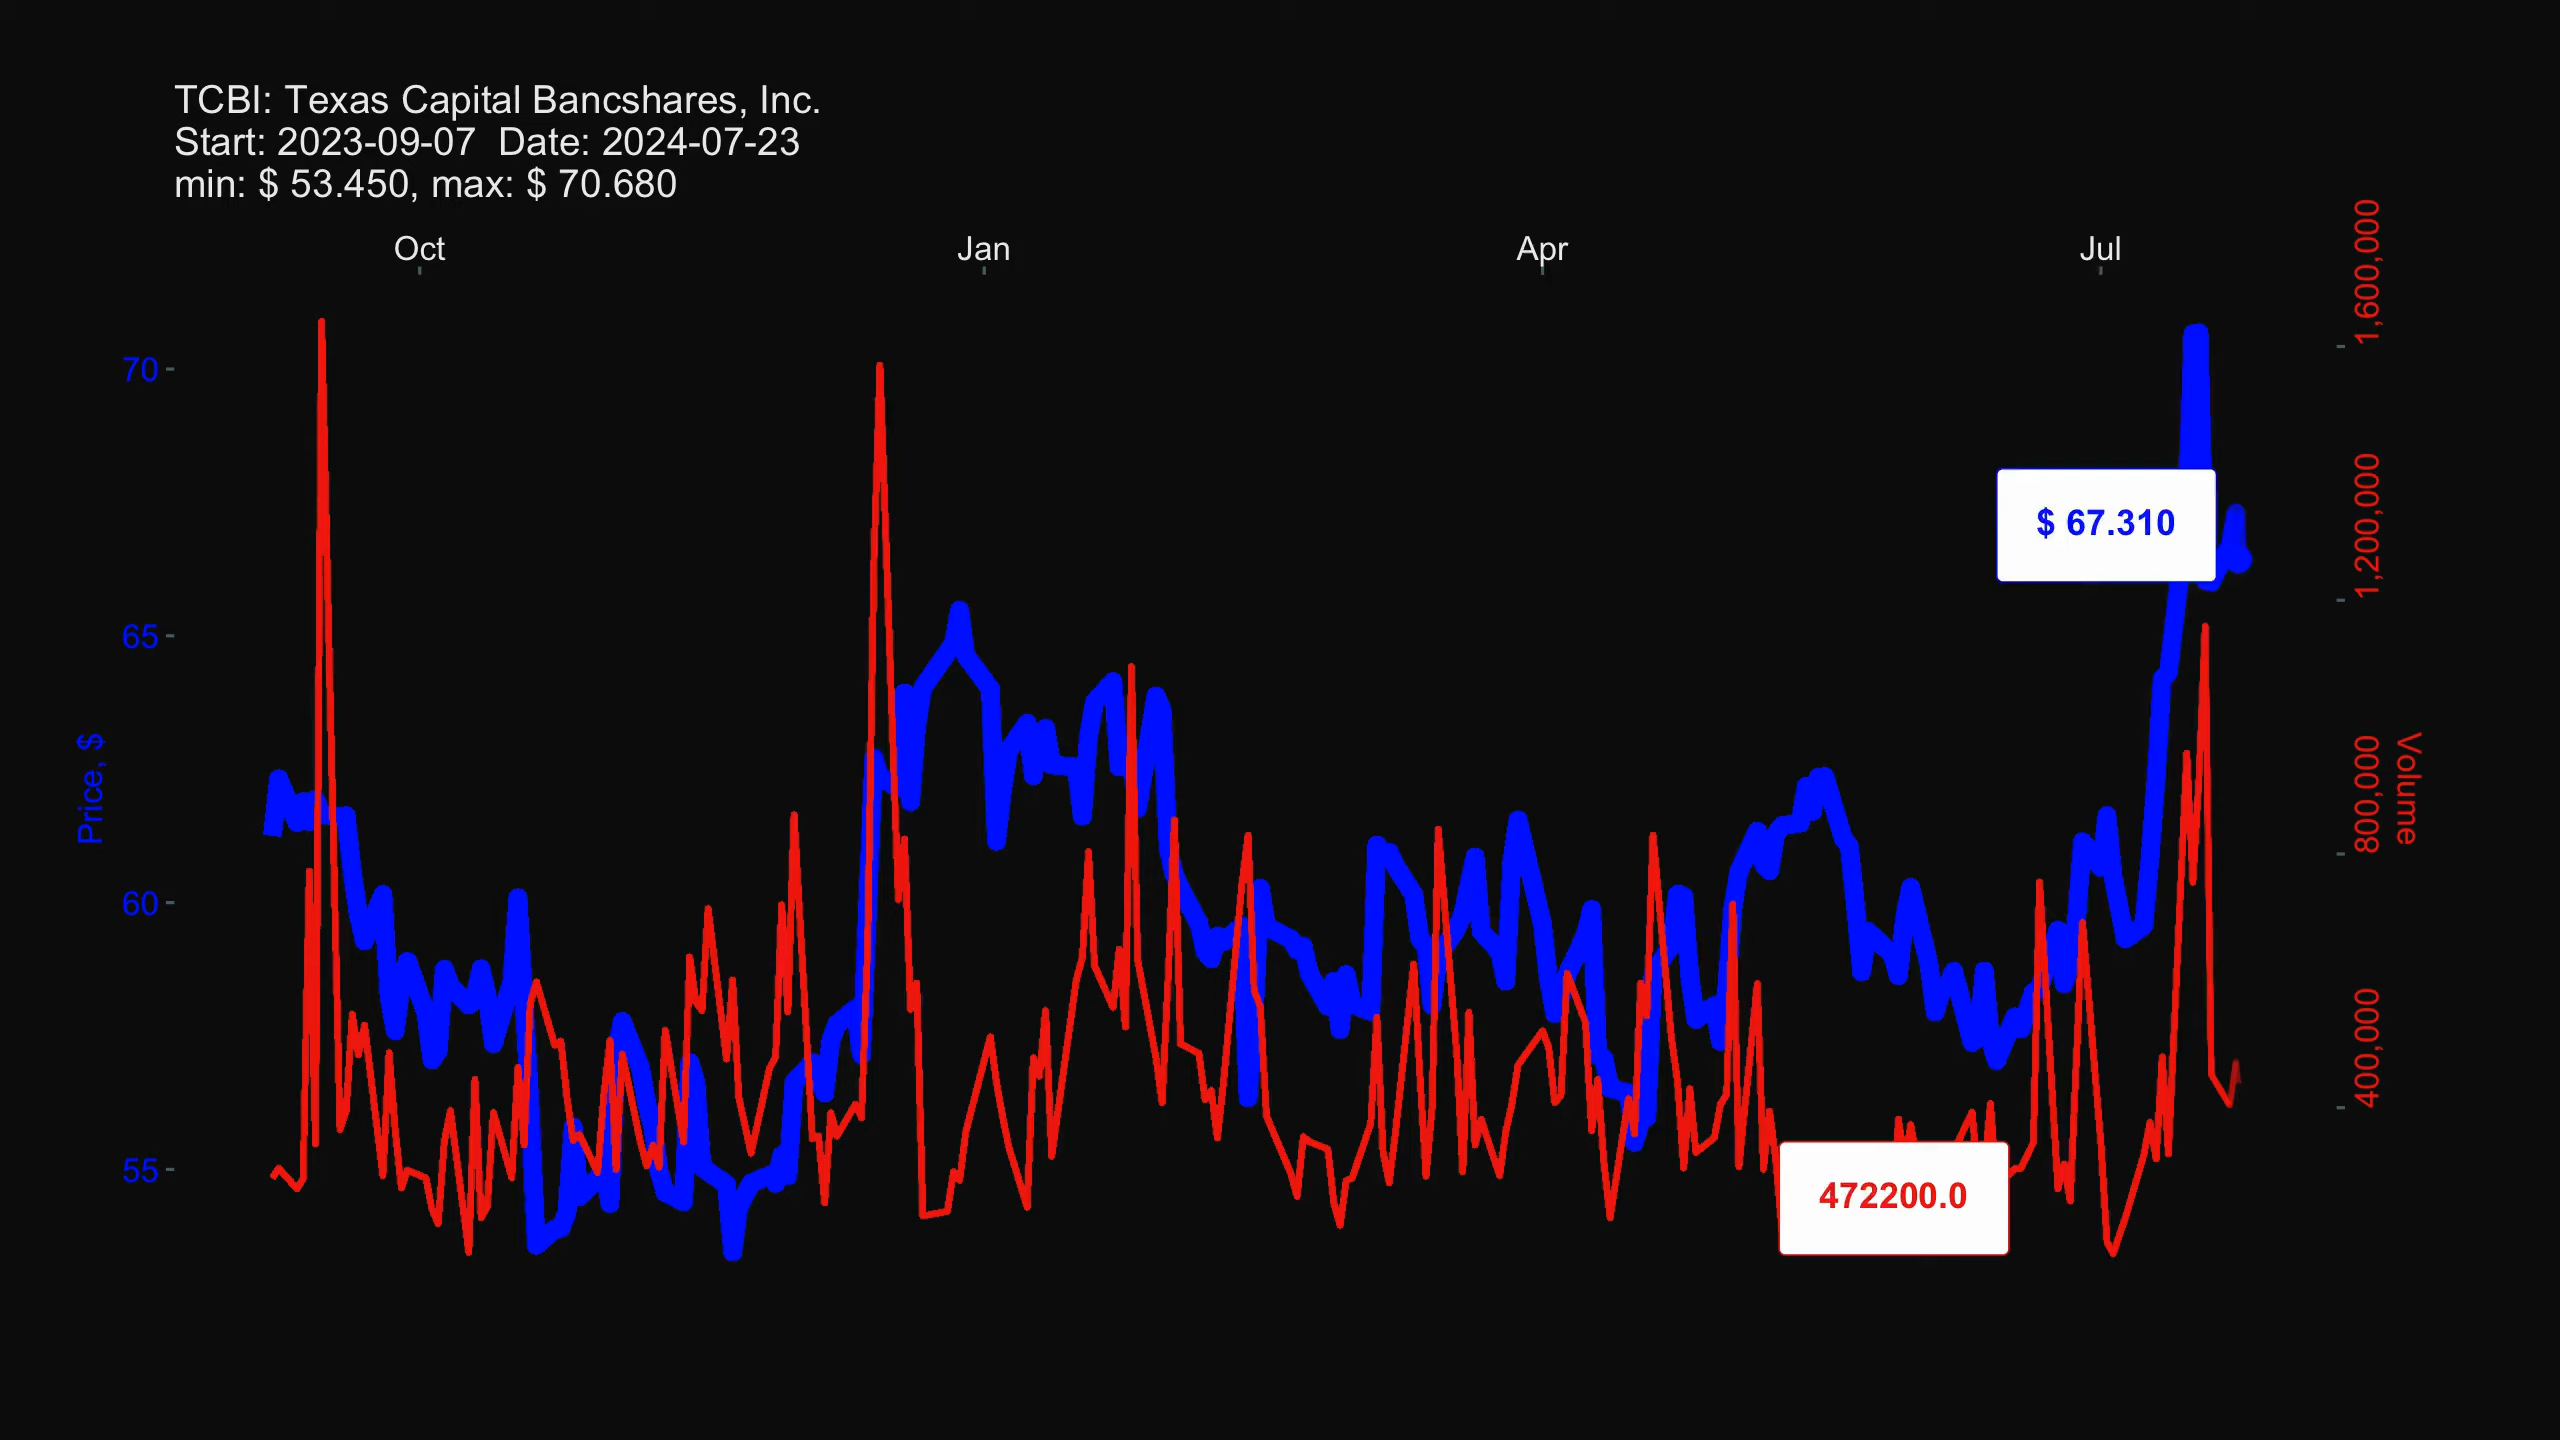 TCBI: Texas Capital Bancshares, Inc.
Start: 2023-09-07  Date: 2024-07-23
min: $ 53.450, max: $ 70.680
Oct
Jan
Apr
Jul
70
65
60
55
Price, $
1,600,000
1,200,000
800,000
400,000
Volume
$ 67.310
472200.0